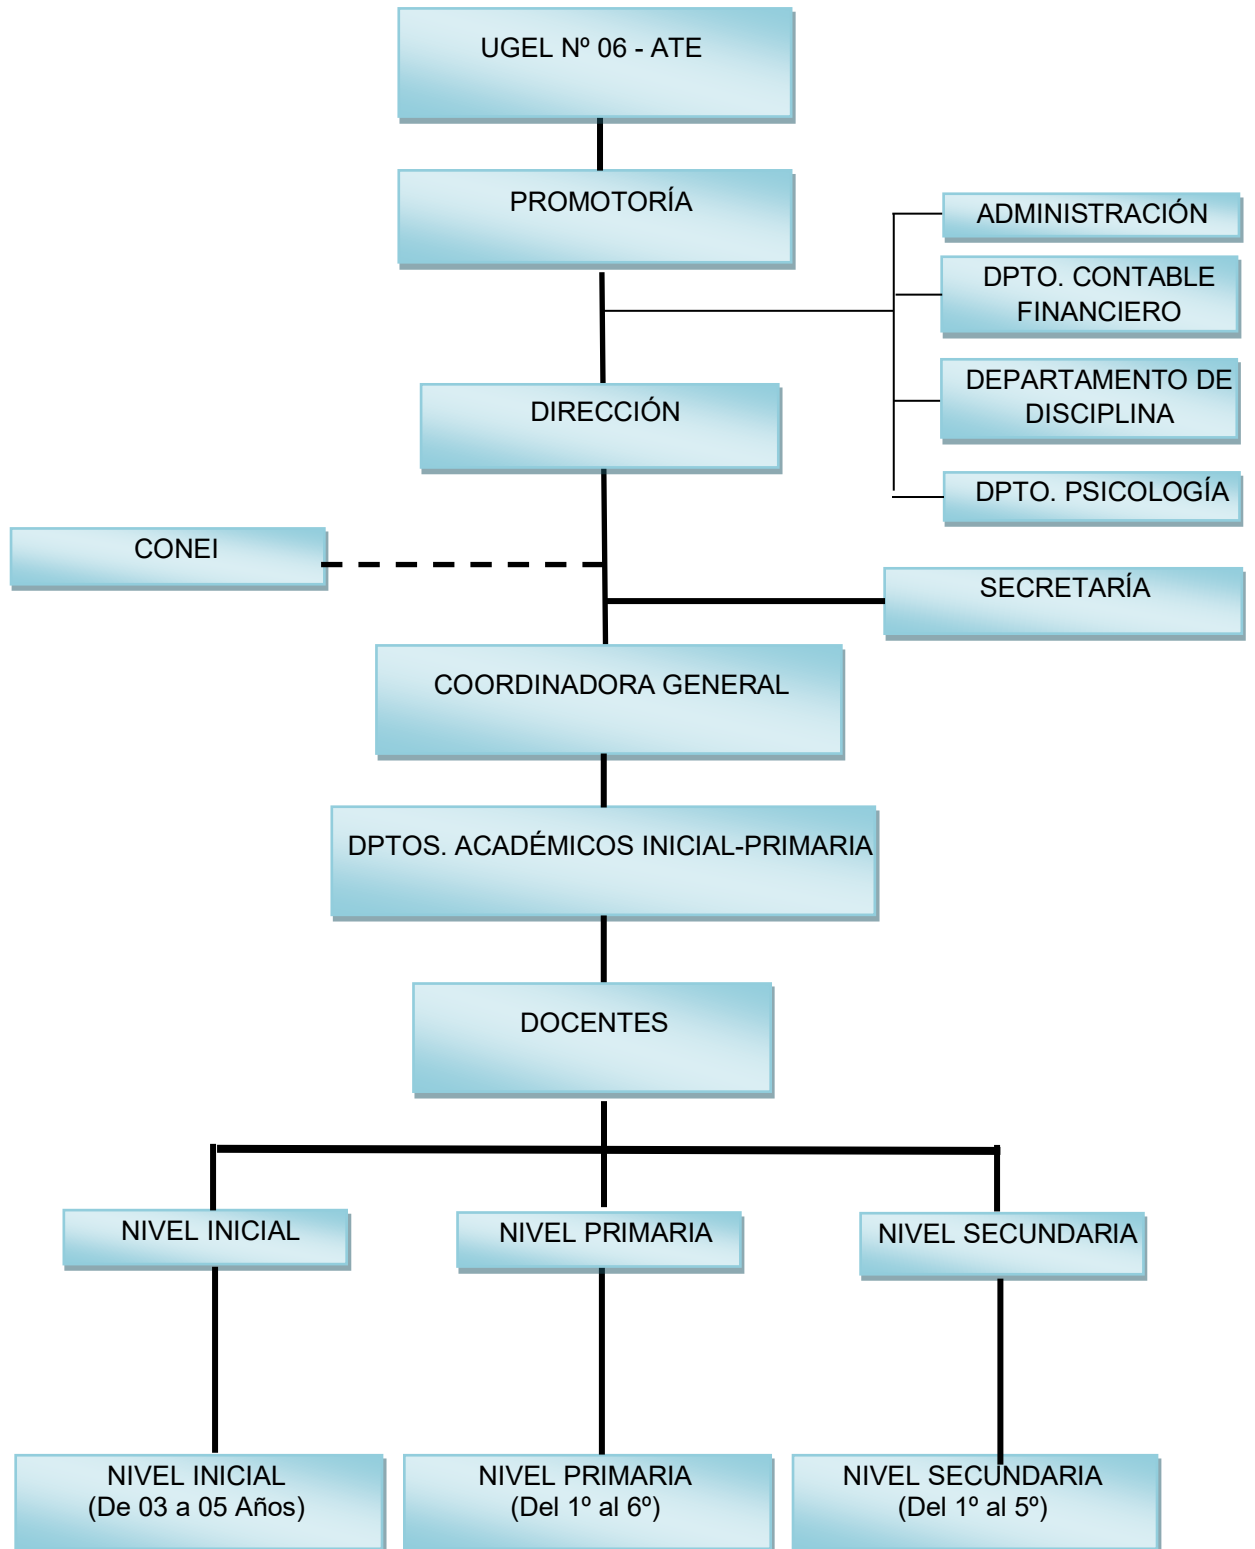 UGEL Nº 06 - ATE
PROMOTORÍA
ADMINISTRACIÓN
DPTO. CONTABLE
FINANCIERO
DEPARTAMENTO DE
DISCIPLINA
DPTO. PSICOLOGÍA
DIRECCIÓN
CONEI
SECRETARÍA
COORDINADORA GENERAL
DPTOS. ACADÉMICOS INICIAL-PRIMARIA
DOCENTES
NIVEL INICIAL
NIVEL PRIMARIA
NIVEL SECUNDARIA
NIVEL INICIAL
(De 03 a 05 Años)
NIVEL PRIMARIA
(Del 1º al 6º)
NIVEL SECUNDARIA
(Del 1º al 5º)